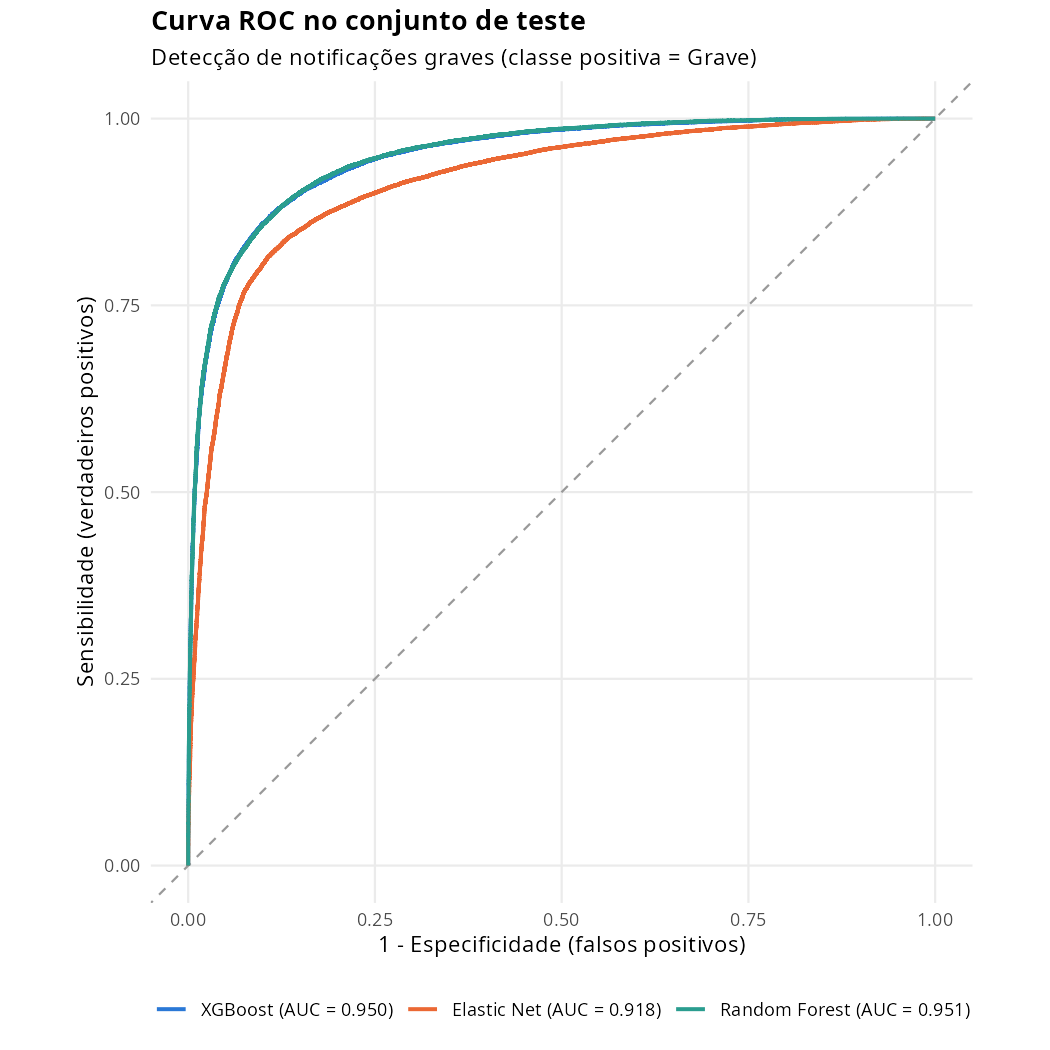 Curva ROC no conjunto de teste
Detecção de notificações graves (classe positiva = Grave)
Sensibilidade (verdadeiros positivos)
1.00
0.75
0.50
0.25
0.00
0.00 0.25 0.50 0.75 1.00
1 - Especificidade (falsos positivos)
XGBoost (AUC = 0.950) Elastic Net (AUC = 0.918) Random Forest (AUC = 0.951)